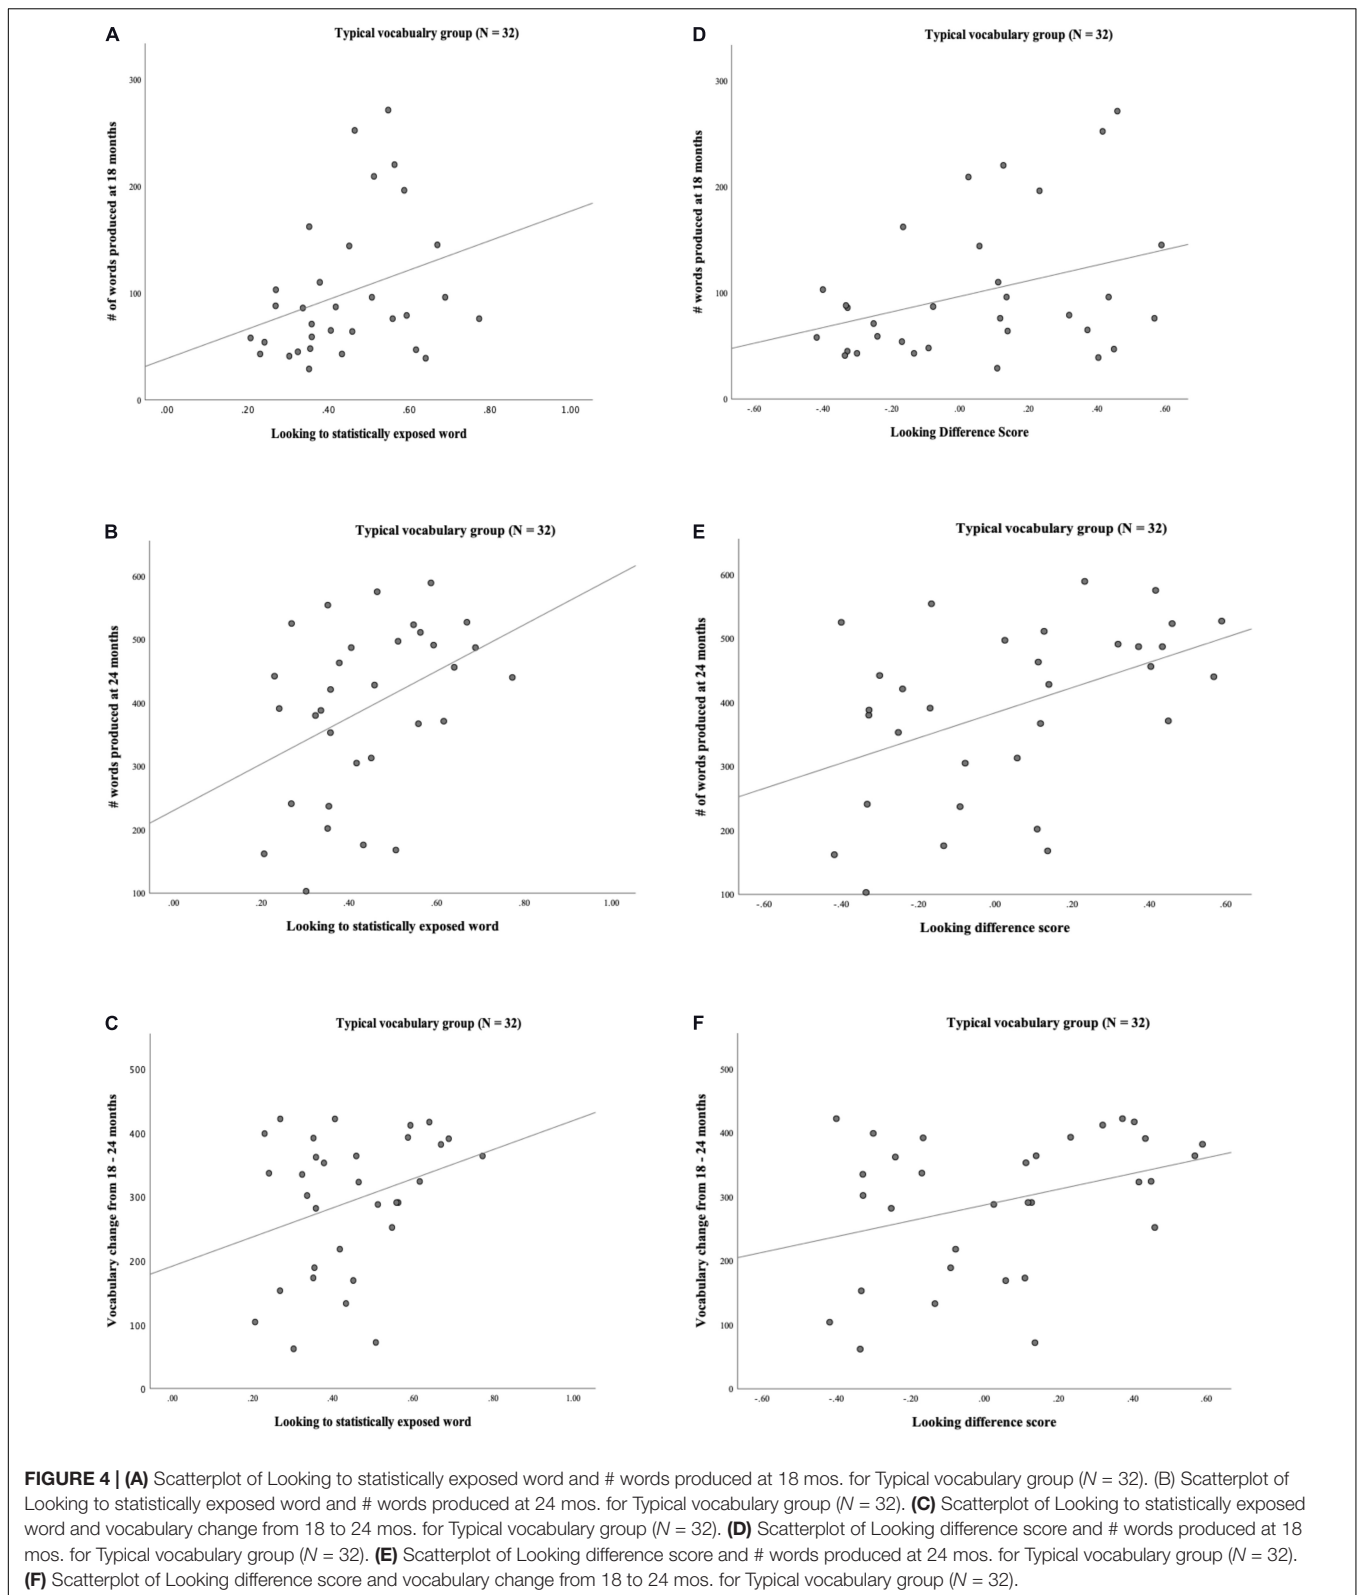 A
Typical vocabualry group (N = 32)
# of words produced at 18 months
300
200
100
0
.00 .20 .40 .60 .80 1.00
Looking to statistically exposed word
D
Typical vocabulary group (N = 32)
# words produced at 18 months
300
200
100
0
-.60 -.40 -.20 .00 .20 .40 .60
Looking Difference Score
B
Typical vocabulary group (N = 32)
# words produced at 24 months
600
500
400
300
200
100
.00 .20 .40 .60 .80 1.00
Looking to statistically exposed word
E
Typical vocabulary group (N = 32)
# of words produced at 24 months
600
500
400
300
200
100
-.60 -.40 -.20 .00 .20 .40 .60
Looking difference score
C
Typical vocabulary group (N = 32)
Vocabulary change from 18 - 24 months
500
400
300
200
100
0
.00 .20 .40 .60 .80 1.00
Looking to statistically exposed word
F
Typical vocabulary group (N = 32)
Vocabulary change from 18 - 24 months
500
400
300
200
100
0
-.60 -.40 -.20 .00 .20 .40 .60
Looking difference score
FIGURE 4 | (A) Scatterplot of Looking to statistically exposed word and # words produced at 18 mos. for Typical vocabulary group (N = 32). (B) Scatterplot of
Looking to statistically exposed word and # words produced at 24 mos. for Typical vocabulary group (N = 32). (C) Scatterplot of Looking to statistically exposed
word and vocabulary change from 18 to 24 mos. for Typical vocabulary group (N = 32). (D) Scatterplot of Looking difference score and # words produced at 18
mos. for Typical vocabulary group (N = 32). (E) Scatterplot of Looking difference score and # words produced at 24 mos. for Typical vocabulary group (N = 32).
(F) Scatterplot of Looking difference score and vocabulary change from 18 to 24 mos. for Typical vocabulary group (N = 32).